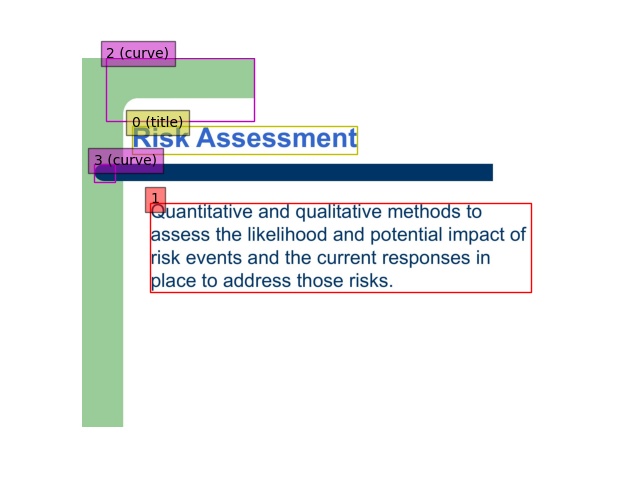 2 (curve)
0 (title)
Risk Assessment
3 (curve)
1
Quantitative and qualitative methods to
assess the likelihood and potential impact of
risk events and the current responses in
place to address those risks.